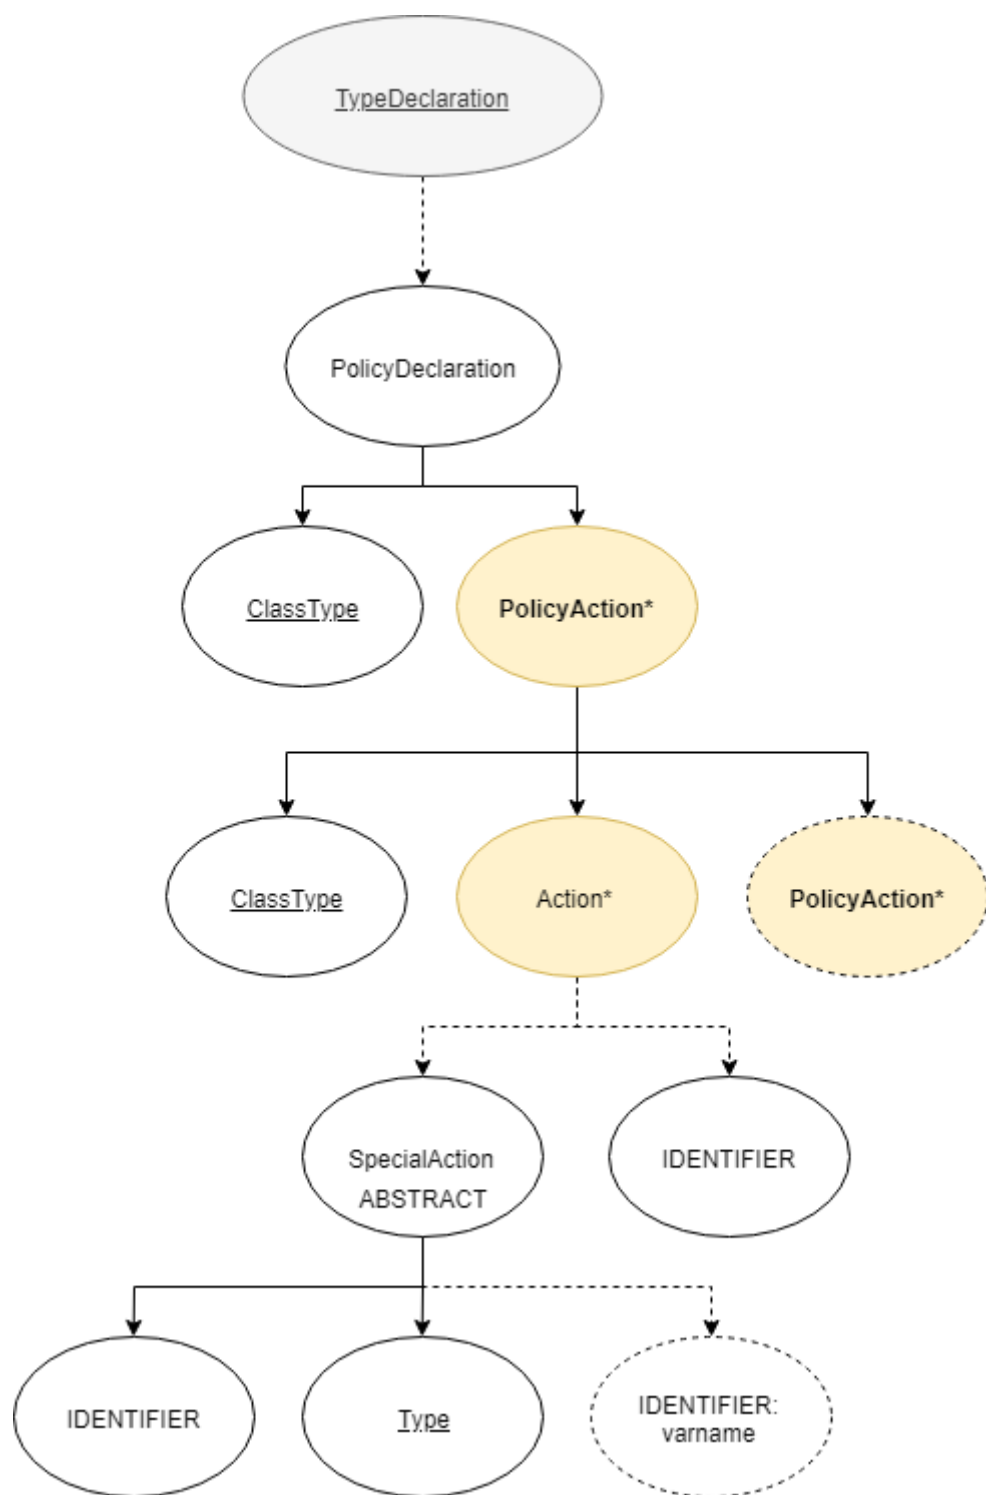 TypeDeclaration
PolicyDeclaration
ClassType
PolicyAction*
ClassType
Action*
PolicyAction*
SpecialAction
ABSTRACT
IDENTIFIER
IDENTIFIER
Type
IDENTIFIER:
varname